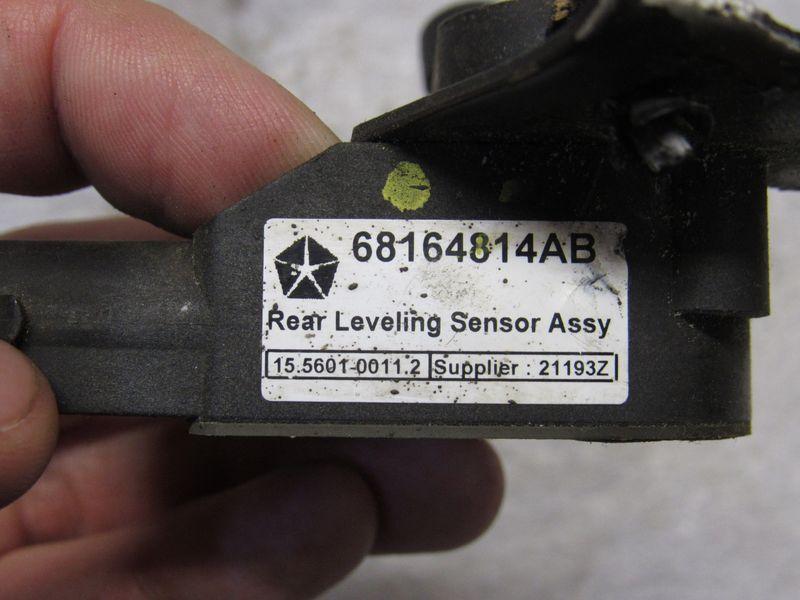 68164814AB
Rear Leveling Sensor Assy
15.5601-0011.2 Supplier : 21193Z